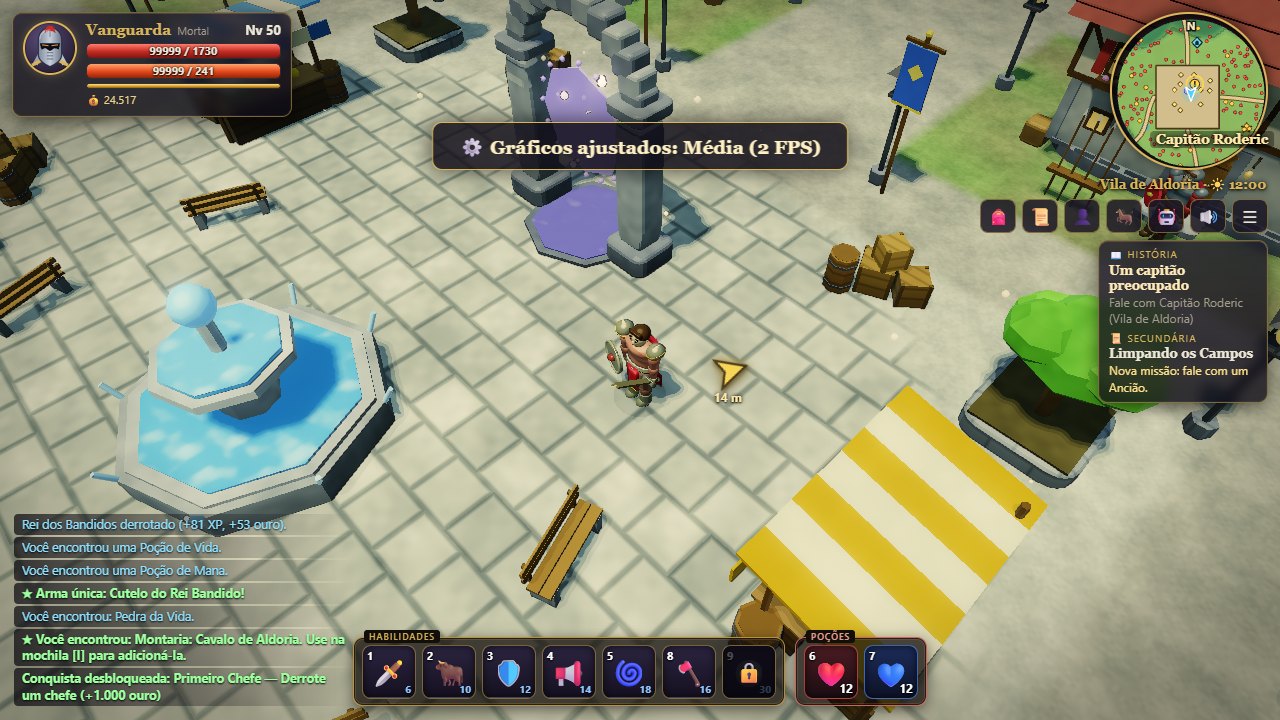 Vanguarda Mortal Nv 50
99999 / 1730
99999 / 241
24.517
Gráficos ajustados: Média (2 FPS)
N
Capitão Roderic
Vila de Aldoria · 12:00
HISTÓRIA
Um capitão
preocupado
Fale com Capitão Roderic
(Vila de Aldoria)
SECUNDÁRIA
Limpando os Campos
Nova missão: fale com um
Ancião.
14 m
Rei dos Bandidos derrotado (+81 XP, +53 ouro).
Você encontrou uma Poção de Vida.
Você encontrou uma Poção de Mana.
★ Arma única: Cutelo do Rei Bandido!
Você encontrou: Pedra da Vida.
★ Você encontrou: Montaria: Cavalo de Aldoria. Use na
mochila [I] para adicioná-la.
Conquista desbloqueada: Primeiro Chefe — Derrote
um chefe (+1.000 ouro)
HABILIDADES
1 6
2 10
3 12
4 14
5 18
8 16
9 30
POÇÕES
6 12
7 12